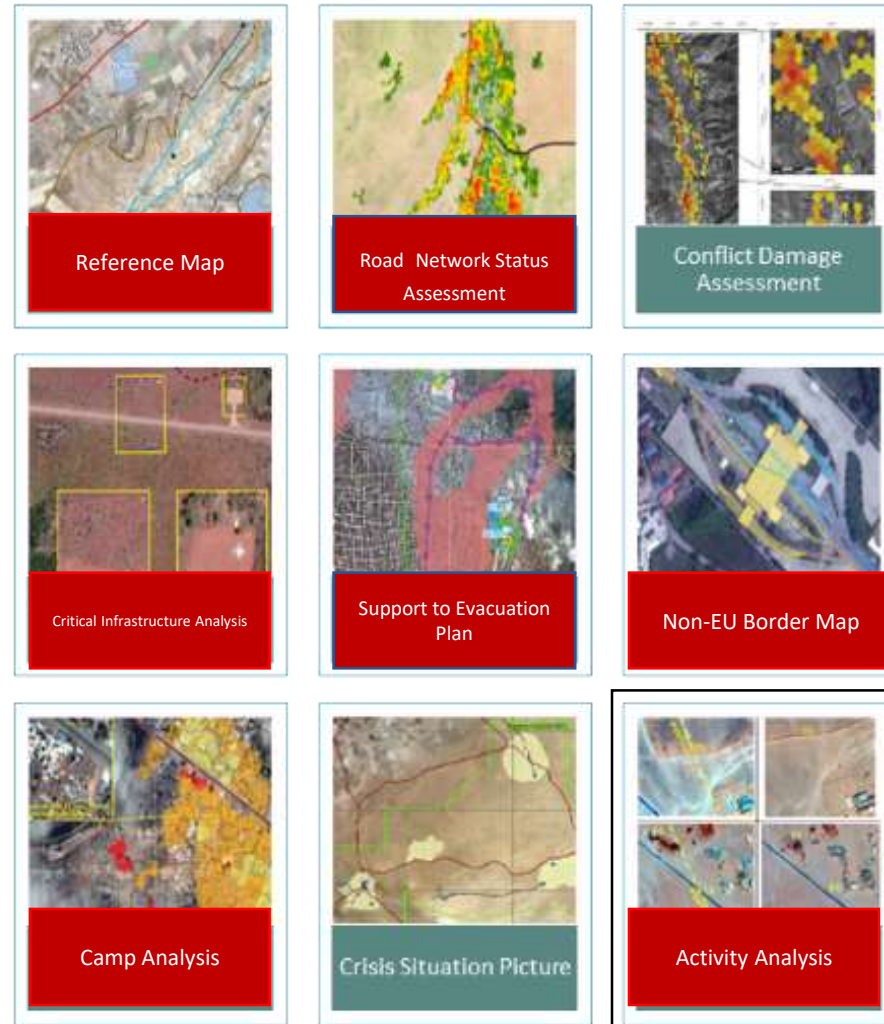 Reference Map
Road Network Status
Assessment
Conflict Damage
Assessment
Critical Infrastructure Analysis
Support to Evacuation
Plan
Non-EU Border Map
Camp Analysis
Crisis Situation Picture
Activity Analysis